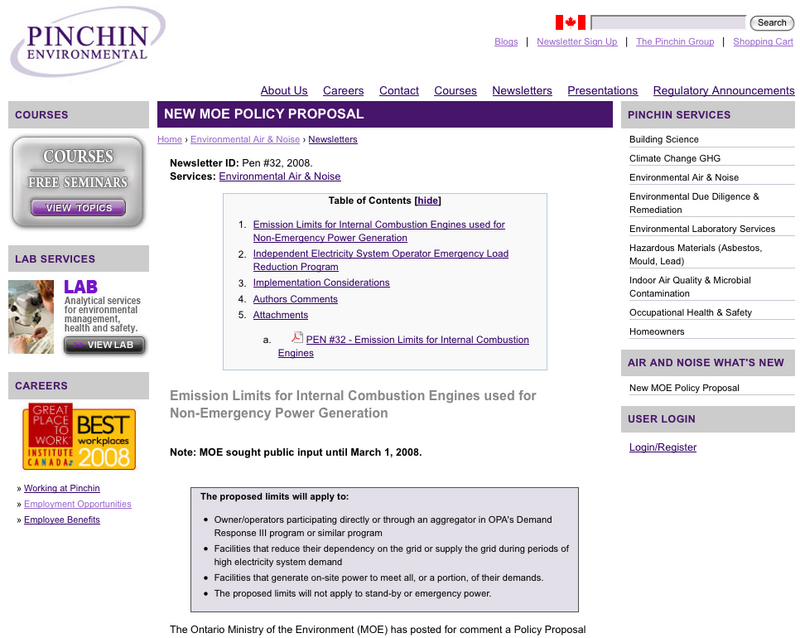 PINCHIN
ENVIRONMENTAL
Search
Blogs | Newsletter Sign Up | The Pinchin Group | Shopping Cart
About Us Careers Contact Courses Newsletters Presentations Regulatory Announcements
COURSES
COURSES
FREE SEMINARS
VIEW TOPICS
LAB SERVICES
LAB
Analytical services
for environmental
management,
health and safety.
>> VIEW LAB
CAREERS
GREAT
PLACE
TO
WORK
INSTITUTE
CANADA
BEST
workplaces
2008
» Working at Pinchin
» Employment Opportunities
» Employee Benefits
NEW MOE POLICY PROPOSAL
Home › Environmental Air & Noise › Newsletters
Newsletter ID: Pen #32, 2008.
Services: Environmental Air & Noise
Table of Contents [hide]
1. Emission Limits for Internal Combustion Engines used for
Non-Emergency Power Generation
2. Independent Electricity System Operator Emergency Load
Reduction Program
3. Implementation Considerations
4. Authors Comments
5. Attachments
a. PEN #32 - Emission Limits for Internal Combustion
Engines
Emission Limits for Internal Combustion Engines used for
Non-Emergency Power Generation
Note: MOE sought public input until March 1, 2008.
The proposed limits will apply to:
• Owner/operators participating directly or through an aggregator in OPA's Demand
Response III program or similar program
• Facilities that reduce their dependency on the grid or supply the grid during periods of
high electricity system demand
• Facilities that generate on-site power to meet all, or a portion, of their demands.
• The proposed limits will not apply to stand-by or emergency power.
The Ontario Ministry of the Environment (MOE) has posted for comment a Policy Proposal
PINCHIN SERVICES
Building Science
Climate Change GHG
Environmental Air & Noise
Environmental Due Diligence &
Remediation
Environmental Laboratory Services
Hazardous Materials (Asbestos,
Mould, Lead)
Indoor Air Quality & Microbial
Contamination
Occupational Health & Safety
Homeowners
AIR AND NOISE WHAT'S NEW
New MOE Policy Proposal
USER LOGIN
Login/Register